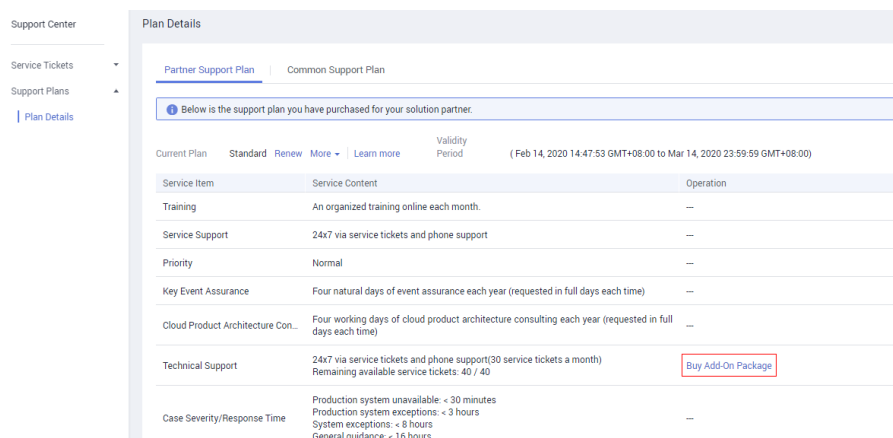 Support Center
Plan Details
Service Tickets
Support Plans
Plan Details
Partner Support Plan
Common Support Plan
Below is the support plan you have purchased for your solution partner.
Current Plan Standard Renew More Learn more Validity Period ( Feb 14, 2020 14:47:53 GMT+08:00 to Mar 14, 2020 23:59:59 GMT+08:00)
Service Item Service Content Operation
Training An organized training online each month. --
Service Support 24x7 via service tickets and phone support --
Priority Normal --
Key Event Assurance Four natural days of event assurance each year (requested in full days each time) --
Cloud Product Architecture Con... Four working days of cloud product architecture consulting each year (requested in full
days each time) --
Technical Support 24x7 via service tickets and phone support(30 service tickets a month)
Remaining available service tickets: 40 / 40
Buy Add-On Package
Case Severity/Response Time Production system unavailable: < 30 minutes
Production system exceptions: < 3 hours
System exceptions: < 8 hours
General guidance: < 16 hours
--